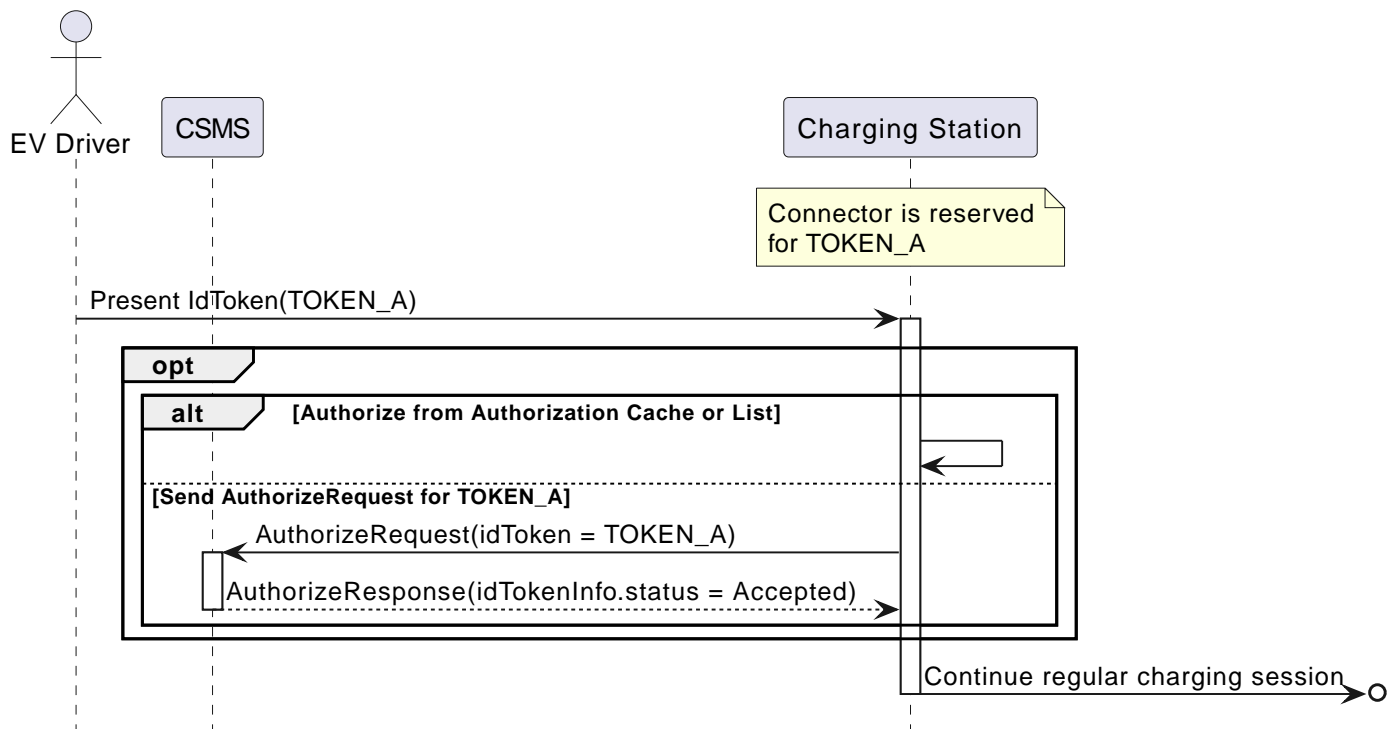 EV Driver
CSMS
Charging Station
Connector is reserved
for TOKEN_A
Present IdToken(TOKEN_A)
opt
alt
[Authorize from Authorization Cache or List]
[Send AuthorizeRequest for TOKEN_A]
AuthorizeRequest(idToken = TOKEN_A)
AuthorizeResponse(idTokenInfo.status = Accepted)
Continue regular charging session